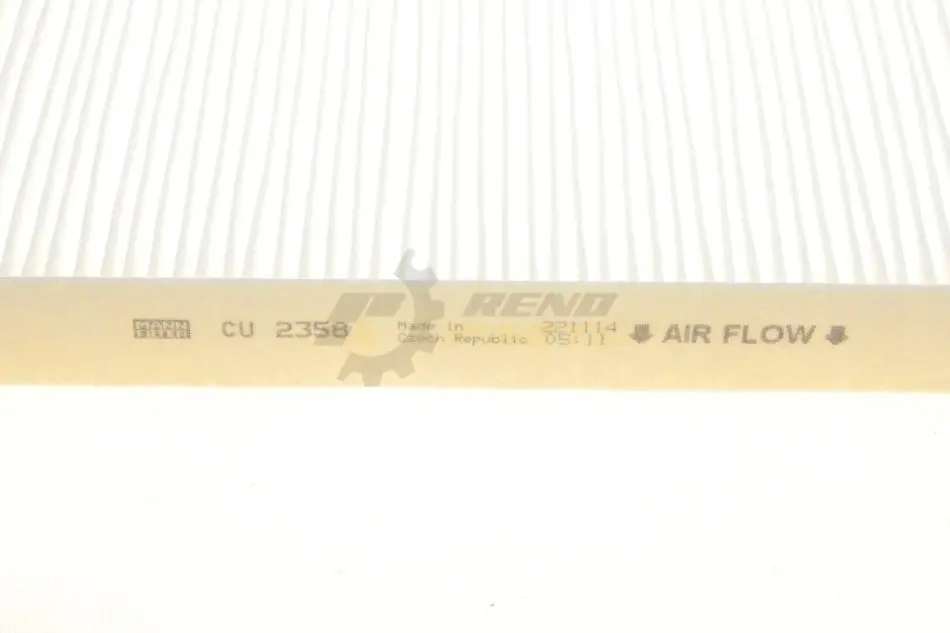 MANN
FILTER
CU 2358
Made in
Czech Republic
221114
05:11
AIR FLOW
REND